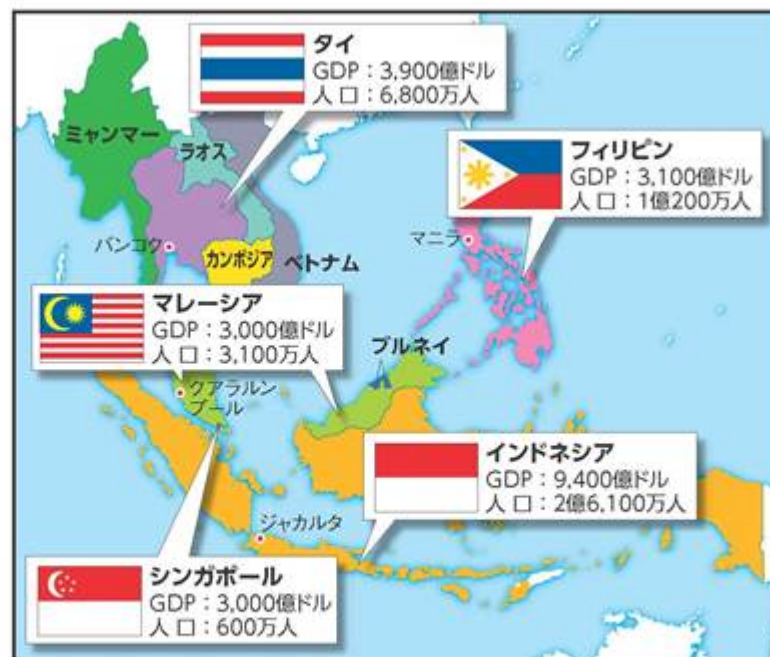 タイ
GDP：3,900億ドル
人口：6,800万人
ミャンマー
ラオス
フィリピン
GDP：3,100億ドル
人口：1億200万人
バンコク
カンボジア
ベトナム
マニラ
マレーシア
GDP：3,000億ドル
人口：3,100万人
ブルネイ
クアラルン
プール
インドネシア
GDP：9,400億ドル
人口：2億6,100万人
ジャカルタ
シンガポール
GDP：3,000億ドル
人口：600万人